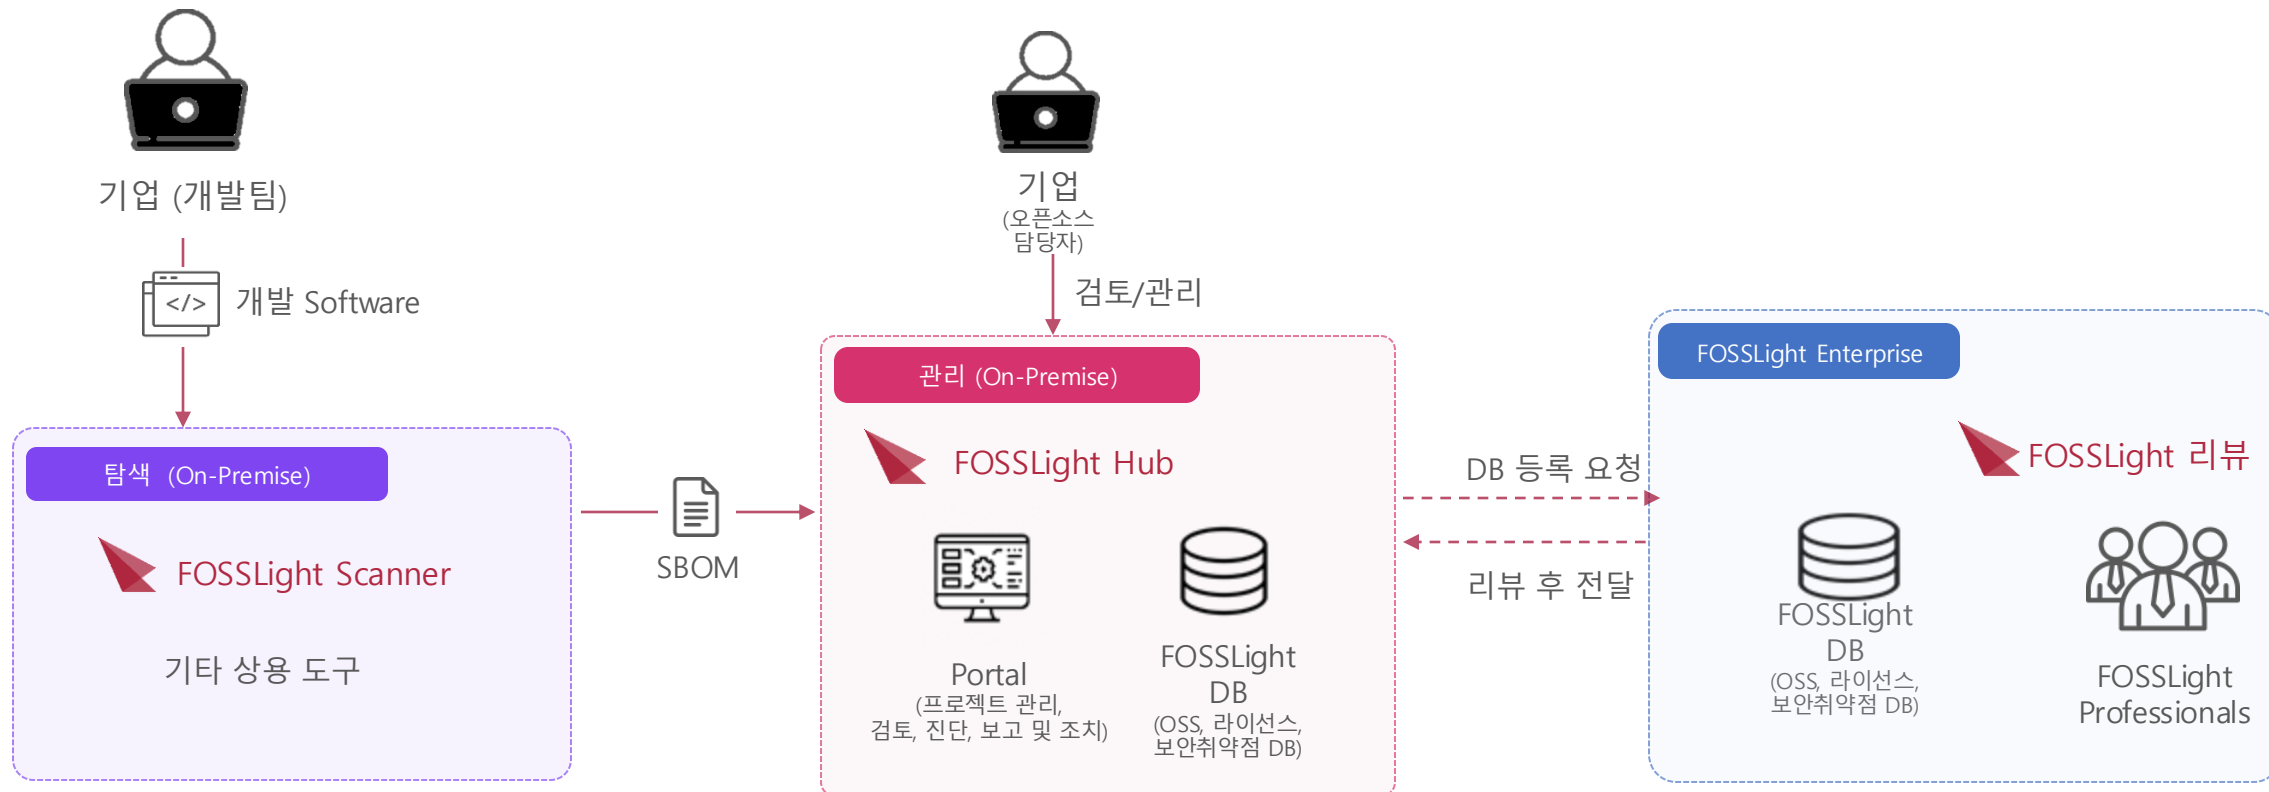 기업 (개발팀)
</>
개발 Software
탐색 (On-Premise)
FOSSLight Scanner
기타 상용 도구
SBOM
기업
(오픈소스
담당자)
검토/관리
관리 (On-Premise)
FOSSLight Hub
Portal
(프로젝트 관리,
검토, 진단, 보고 및 조치)
FOSSLight
DB
(OSS, 라이선스,
보안취약점 DB)
DB 등록 요청
리뷰 후 전달
FOSSLight Enterprise
FOSSLight 리뷰
FOSSLight
DB
(OSS, 라이선스,
보안취약점 DB)
FOSSLight
Professionals